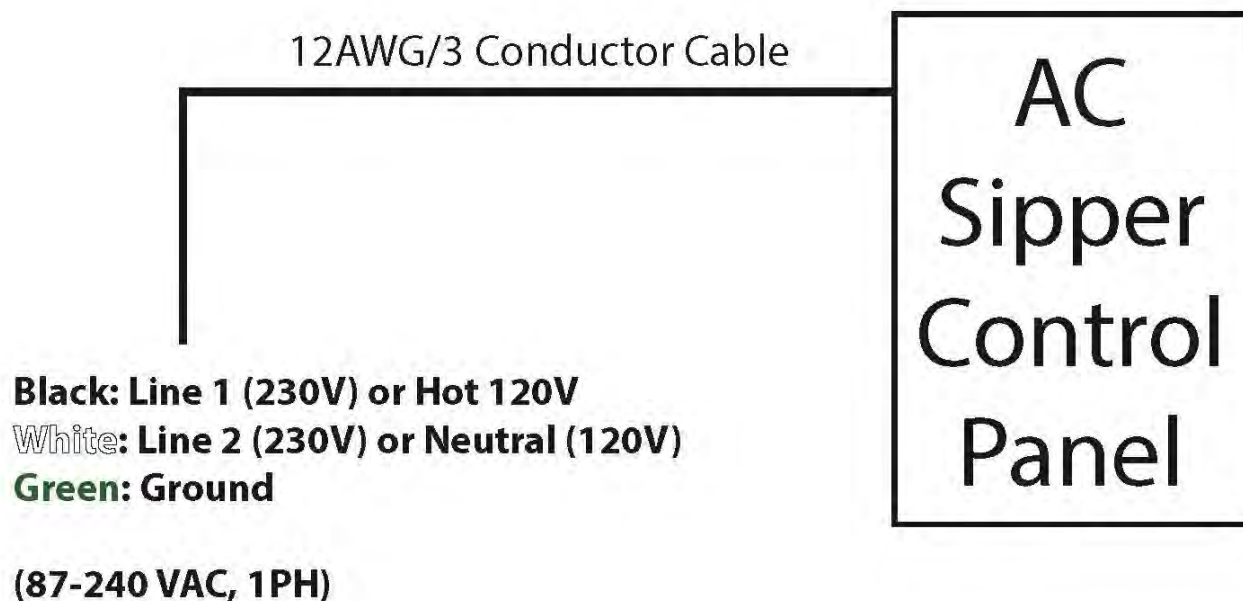 12AWG/3 Conductor Cable
AC
Sipper
Control
Panel
Black: Line 1 (230V) or Hot 120V
White: Line 2 (230V) or Neutral (120V)
Green: Ground
(87-240 VAC, 1PH)